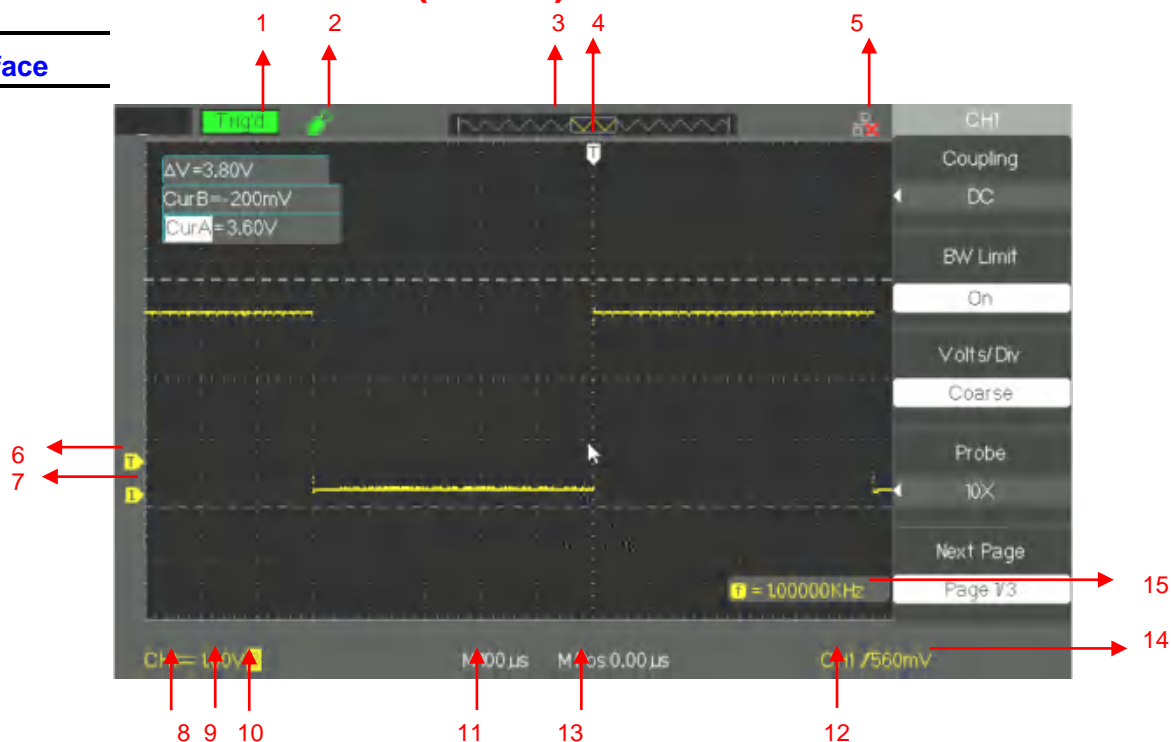 1 2 3 4 5
face
Trig'd
T
CH1
ΔV=3.80V
CurB=-200mV
CurA=3.60V
Coupling
DC
BW Limit
On
Volts/Div
Coarse
Probe
10X
Next Page
Page 1/3
6
T
7
1
f = 1.00000KHz
15
14
µs
0.00µs
CH1
560mV
8 9 10 11 13 12